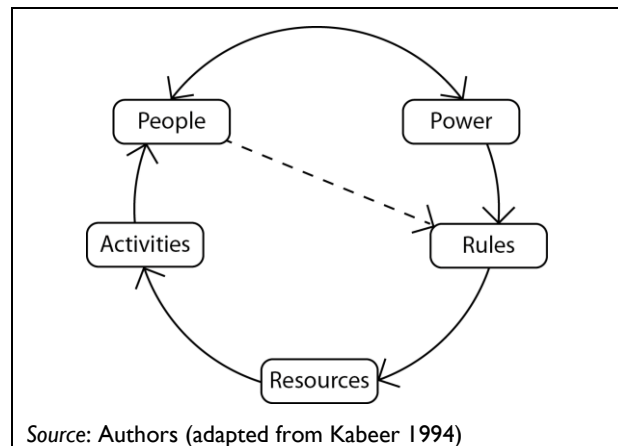 People
Power
Activities
Rules
Resources
Source: Authors (adapted from Kabeer 1994)